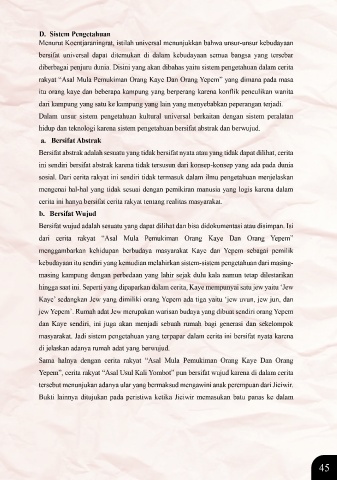 D. Sistem Pengetahuan
Menurut Koentjaraningrat, istilah universal menunjukkan bahwa unsur-unsur kebudayaan
bersifat universal dapat ditemukan di dalam kebudayaan semua bangsa yang tersebar
diberbagai penjuru dunia. Disini yang akan dibahas yaitu sistem pengetahuan dalam cerita
rakyat “Asal Mula Pemukiman Orang Kaye Dan Orang Yepem” yang dimana pada masa
itu orang kaye dan beberapa kampung yang berperang karena konflik penculikan wanita
dari kampung yang satu ke kampung yang lain yang menyebabkan peperangan terjadi.
Dalam unsur sistem pengetahuan kultural universal berkaitan dengan sistem peralatan
hidup dan teknologi karena sistem pengetahuan bersifat abstrak dan berwujud.
a. Bersifat Abstrak
Bersifat abstrak adalah sesuatu yang tidak bersifat nyata atau yang tidak dapat dilihat, cerita
ini sendiri bersifat abstrak karena tidak tersusun dari konsep-konsep yang ada pada dunia
sosial. Dari cerita rakyat ini sendiri tidak termasuk dalam ilmu pengetahuan menjelaskan
mengenai hal-hal yang tidak sesuai dengan pemikiran manusia yang logis karena dalam
cerita ini hanya bersifat cerita rakyat tentang realitas masyarakat.
b. Bersifat Wujud
Bersifat wujud adalah sesuatu yang dapat dilihat dan bisa didokumentasi atau disimpan. Isi
dari cerita rakyat “Asal Mula Pemukiman Orang Kaye Dan Orang Yepem”
menggambarkan kehidupan berbudaya masyarakat Kaye dan Yepem sebagai pemilik
kebudayaan itu sendiri yang kemudian melahirkan sistem-sistem pengetahuan dari masing-
masing kampung dengan perbedaan yang lahir sejak dulu kala namun tetap dilestarikan
hingga saat ini. Seperti yang dipaparkan dalam cerita, Kaye mempunyai satu jew yaitu ‘Jew
Kaye’ sedangkan Jew yang dimiliki orang Yepem ada tiga yaitu ‘jew uvun, jew jun, dan
jew Yepem’. Rumah adat Jew merupakan warisan budaya yang dibuat sendiri orang Yepem
dan Kaye sendiri, ini juga akan menjadi sebuah rumah bagi generasi dan sekelompok
masyarakat. Jadi sistem pengetahuan yang terpapar dalam cerita ini bersifat nyata karena
di jelaskan adanya rumah adat yang berwujud.
Sama halnya dengan cerita rakyat “Asal Mula Pemukiman Orang Kaye Dan Orang
Yepem”, cerita rakyat “Asal Usul Kali Yombot” pun bersifat wujud karena di dalam cerita
tersebut menunjukan adanya ular yang bermaksud mengawini anak perempuan dari Jiciwir.
Bukti lainnya ditujukan pada peristiwa ketika Jiciwir memasukan batu panas ke dalam
45